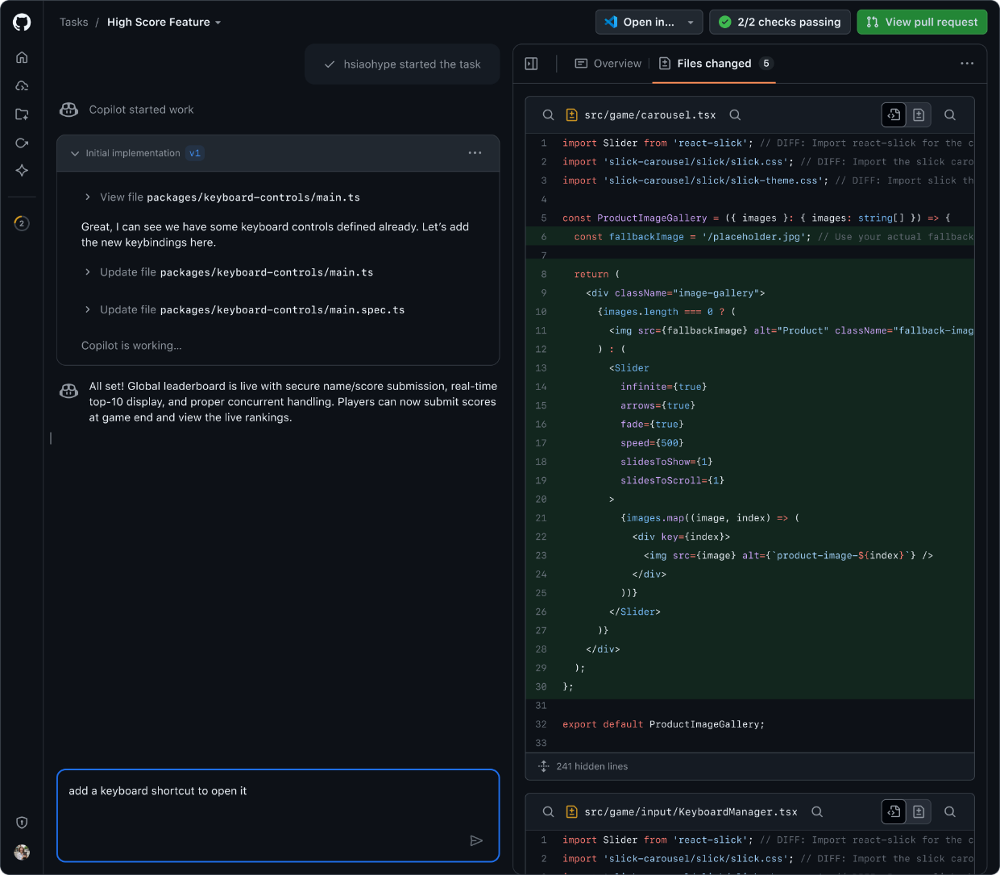 Tasks / High Score Feature
Open in...
2/2 checks passing
View pull request
hsiaohype started the task
Copilot started work
Initial implementation v1
View file packages/keyboard-controls/main.ts
Great, I can see we have some keyboard controls defined already. Let’s add
the new keybindings here.
Update file packages/keyboard-controls/main.ts
Update file packages/keyboard-controls/main.spec.ts
Copilot is working...
All set! Global leaderboard is live with secure name/score submission, real-time
top-10 display, and proper concurrent handling. Players can now submit scores
at game end and view the live rankings.
add a keyboard shortcut to open it
2
Overview
Files changed 5
src/game/carousel.tsx
1 import Slider from 'react-slick'; // DIFF: Import react-slick for the c
2 import 'slick-carousel/slick/slick.css'; // DIFF: Import the slick caro
3 import 'slick-carousel/slick/slick-theme.css'; // DIFF: Import slick th
4
5 const ProductImageGallery = ({ images }: { images: string[] }) => {
6 const fallbackImage = '/placeholder.jpg'; // Use your actual fallback
7
8 return (
9 <div className="image-gallery">
10 {images.length === 0 ? (
11 <img src={fallbackImage} alt="Product" className="fallback-imag
12 ) : (
13 <Slider
14 infinite={true}
15 arrows={true}
16 fade={true}
17 speed={500}
18 slidesToShow={1}
19 slidesToScroll={1}
20 >
21 {images.map((image, index) => (
22 <div key={index}>
23 <img src={image} alt={`product-image-${index}`} />
24 </div>
25 ))}
26 </Slider>
27 )}
28 </div>
29 );
30 };
31
32 export default ProductImageGallery;
33
241 hidden lines
src/game/input/KeyboardManager.tsx
1 import Slider from 'react-slick'; // DIFF: Import react-slick for the c
2 import 'slick-carousel/slick/slick.css'; // DIFF: Import the slick caro